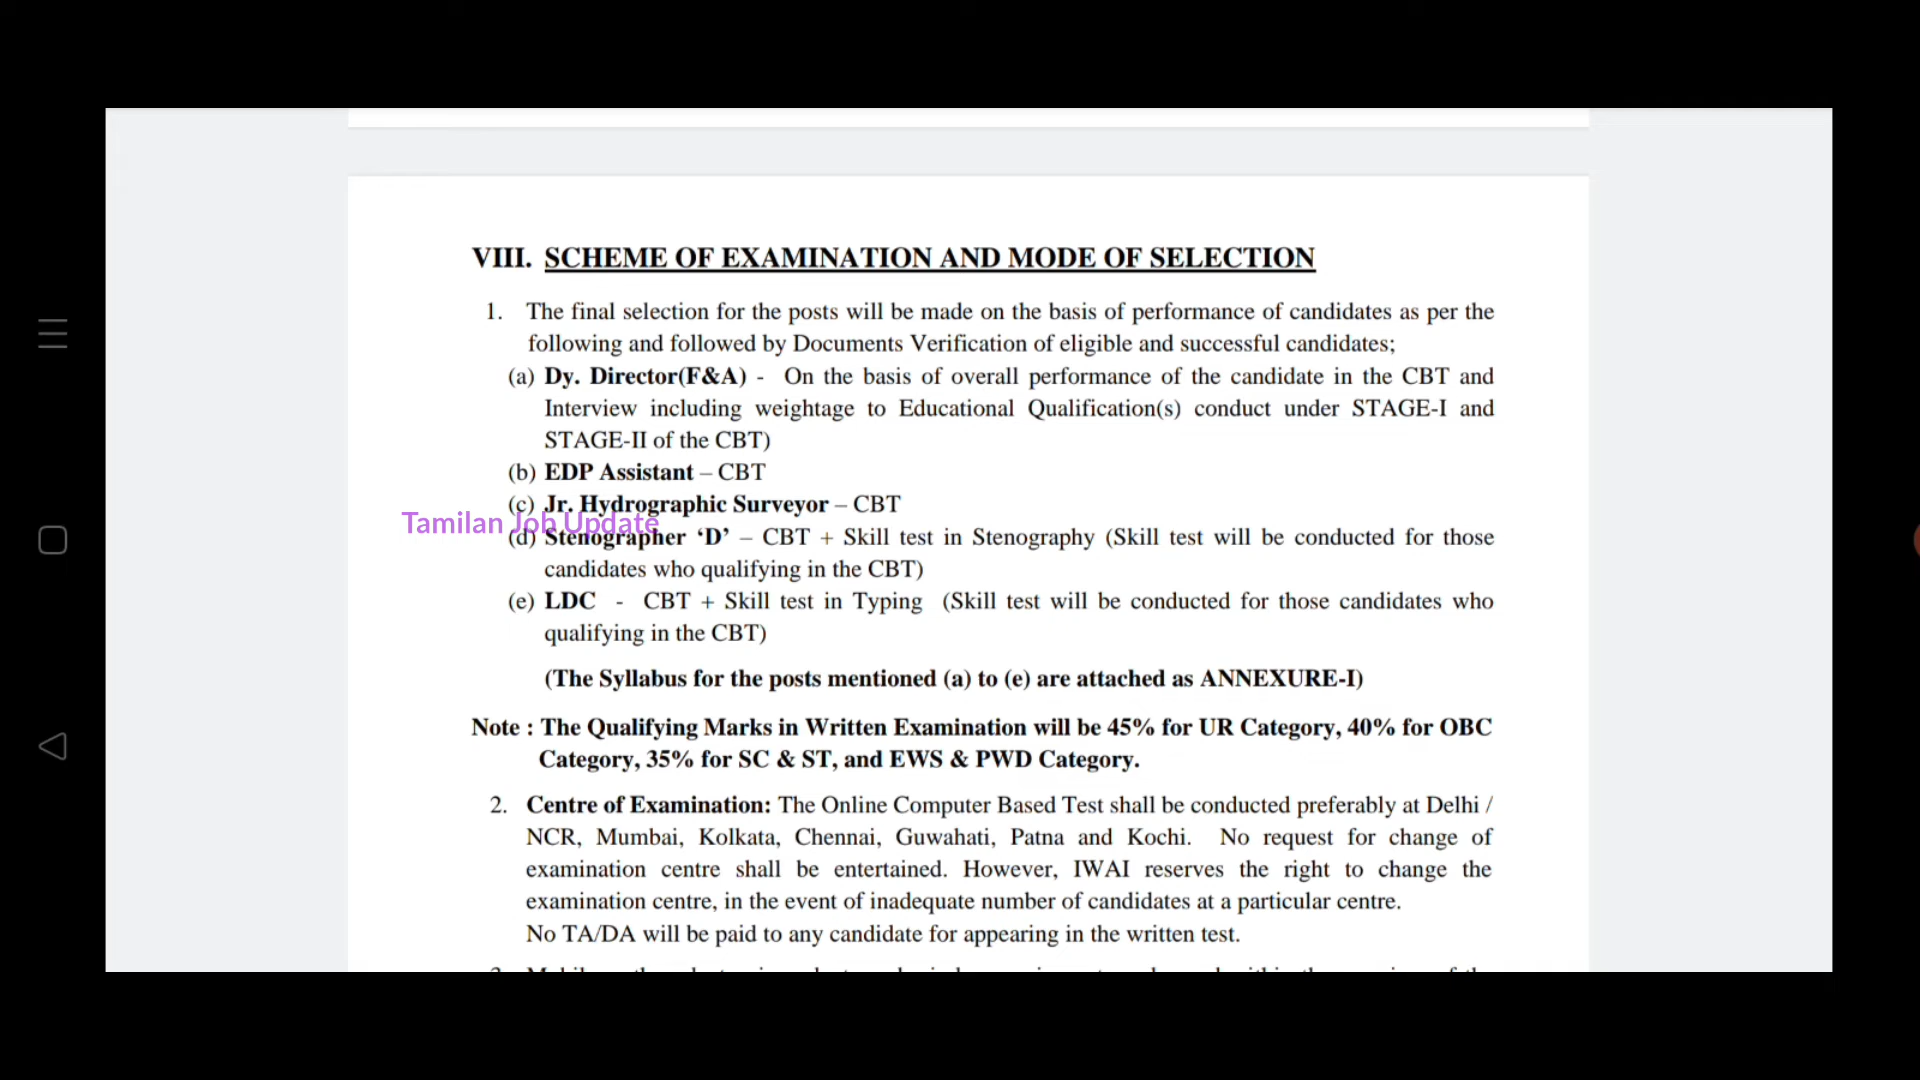 VIII. SCHEME OF EXAMINATION AND MODE OF SELECTION
1. The final selection for the posts will be made on the basis of performance of candidates as per the
following and followed by Documents Verification of eligible and successful candidates;
(a) Dy. Director(F&A) - On the basis of overall performance of the candidate in the CBT and
Interview including weightage to Educational Qualification(s) conduct under STAGE-I and
STAGE-II of the CBT)
(b) EDP Assistant – CBT
(c) Jr. Hydrographic Surveyor – CBT
Tamilan Job Update
(d) Stenographer ‘D’ – CBT + Skill test in Stenography (Skill test will be conducted for those
candidates who qualifying in the CBT)
(e) LDC - CBT + Skill test in Typing (Skill test will be conducted for those candidates who
qualifying in the CBT)
(The Syllabus for the posts mentioned (a) to (e) are attached as ANNEXURE-I)
Note : The Qualifying Marks in Written Examination will be 45% for UR Category, 40% for OBC
Category, 35% for SC & ST, and EWS & PWD Category.
2. Centre of Examination: The Online Computer Based Test shall be conducted preferably at Delhi /
NCR, Mumbai, Kolkata, Chennai, Guwahati, Patna and Kochi. No request for change of
examination centre shall be entertained. However, IWAI reserves the right to change the
examination centre, in the event of inadequate number of candidates at a particular centre.
No TA/DA will be paid to any candidate for appearing in the written test.